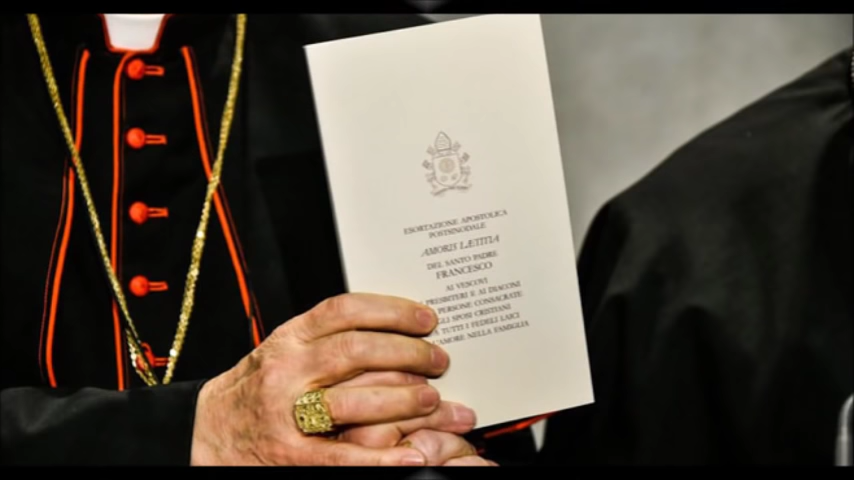 ESORTAZIONE APOSTOLICA
POSTSINODALE
AMORIS LÆTITIA
DEL SANTO PADRE
FRANCESCO
AI VESCOVI
PRESBITERI E AI DIACONI
PERSONE CONSACRATE
GLI SPOSI CRISTIANI
TUTTI I FEDELI LAICI
L'AMORE NELLA FAMIGLIA